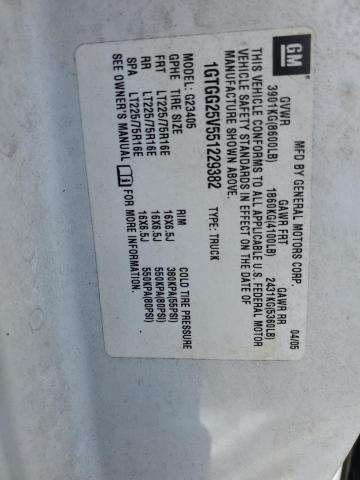 GM
MFD BY GENERAL MOTORS CORP. 04/05
GVWR GAWR FRT GAWR RR
3901KG(8600LB) 1860KG(4100LB) 2431KG(5360LB)
THIS VEHICLE CONFORMS TO ALL APPLICABLE U.S. FEDERAL MOTOR
VEHICLE SAFETY STANDARDS IN EFFECT ON THE DATE OF
MANUFACTURE SHOWN ABOVE.
1GTGG25V551229382 TYPE: TRUCK
MODEL: G23405
GPHE TIRE SIZE RIM COLD TIRE PRESSURE
FRT LT225/75R16E 16X6.5J 380KPA(55PSI)
RR LT225/75R16E 16X6.5J 550KPA(80PSI)
SPA LT225/75R16E 16X6.5J 550KPA(80PSI)
SEE OWNER'S MANUAL FOR MORE INFORMATION.